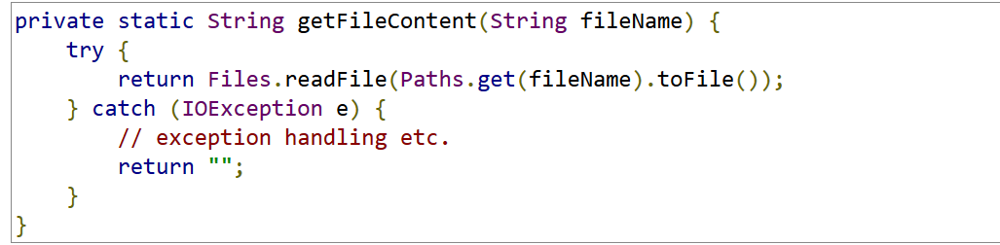 private static String getFileContent(String fileName) {
    try {
        return Files.readFile(Paths.get(fileName).toFile());
    } catch (IOException e) {
        // exception handling etc.
        return "";
    }
}